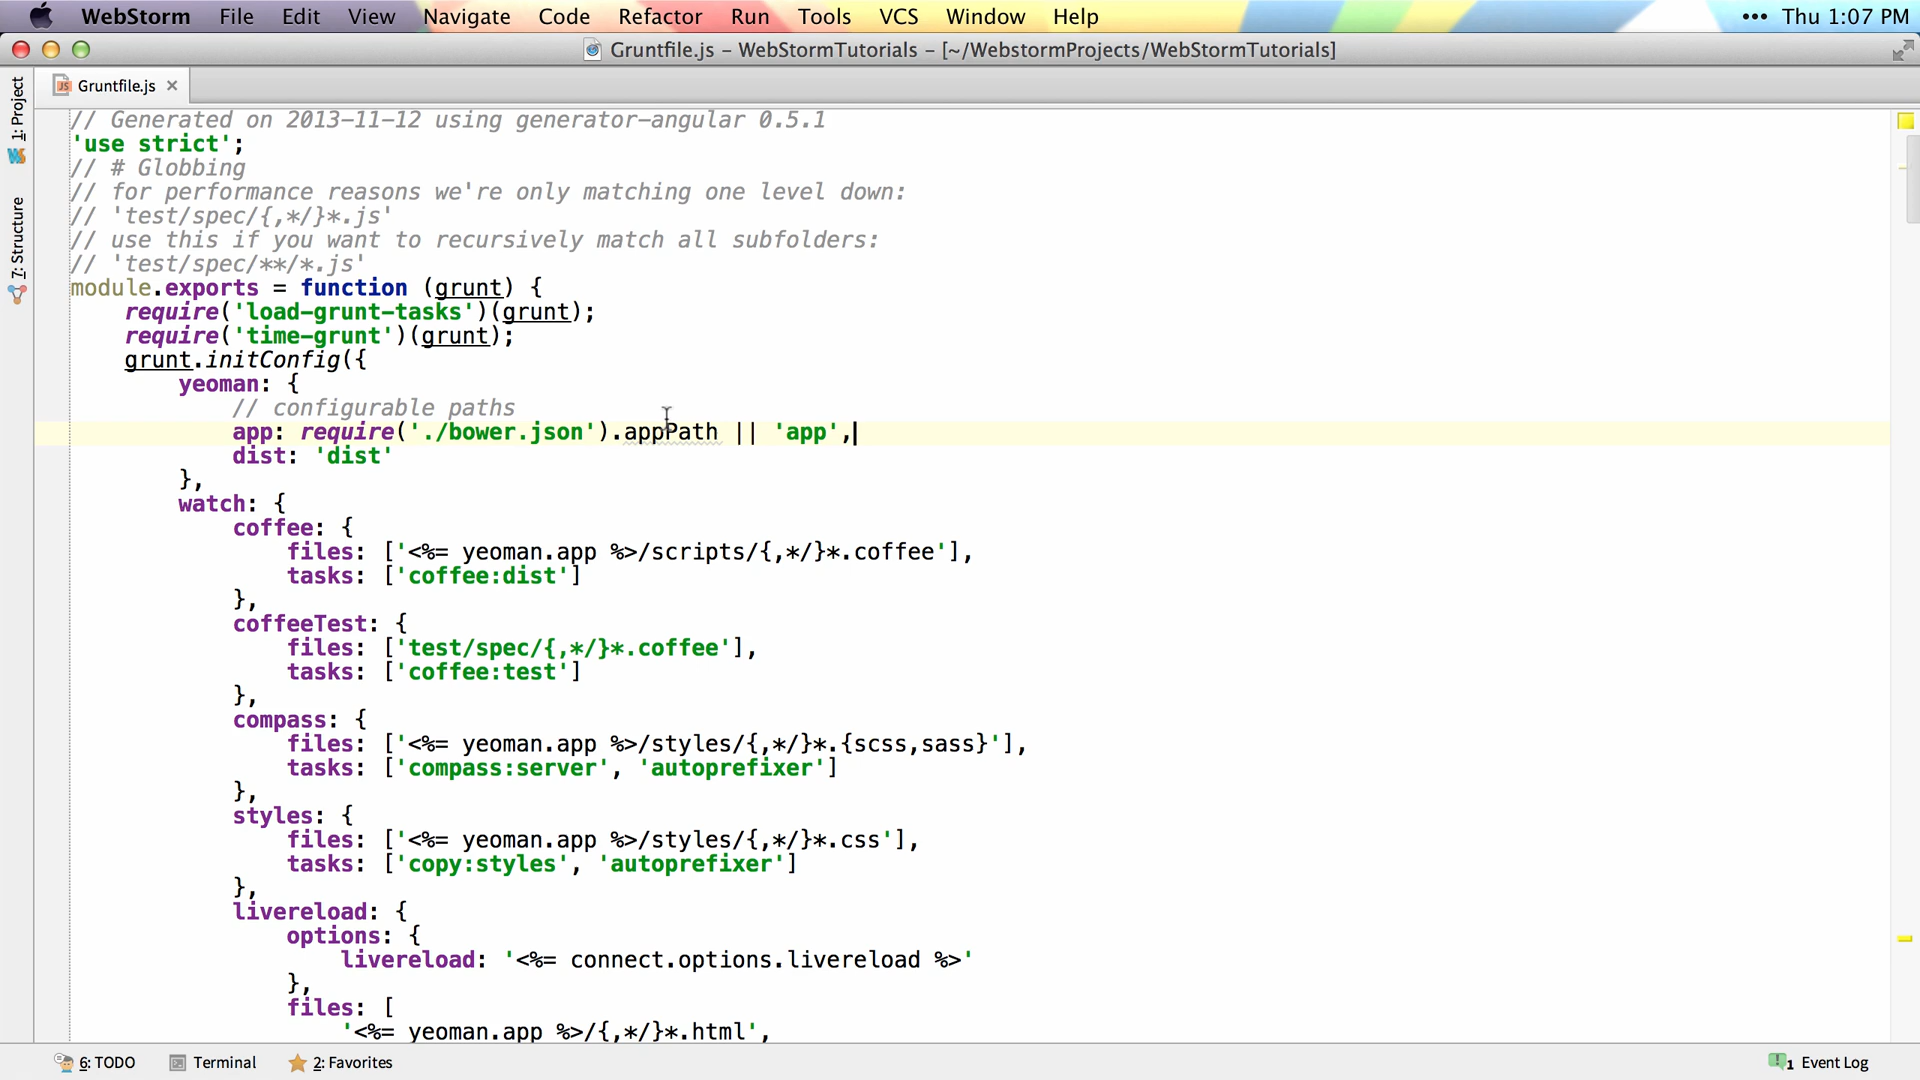 WebStorm File Edit View Navigate Code Refactor Run Tools VCS Window Help ••• Thu 1:07 PM
Gruntfile.js – WebStormTutorials – [~/WebstormProjects/WebStormTutorials]
1: Project
7: Structure
Gruntfile.js
// Generated on 2013-11-12 using generator-angular 0.5.1
'use strict';
// # Globbing
// for performance reasons we're only matching one level down:
// 'test/spec/{,*/}*.js'
// use this if you want to recursively match all subfolders:
// 'test/spec/**/*.js'
module.exports = function (grunt) {
    require('load-grunt-tasks')(grunt);
    require('time-grunt')(grunt);
    grunt.initConfig({
        yeoman: {
            // configurable paths
            app: require('./bower.json').appPath || 'app',
            dist: 'dist'
        },
        watch: {
            coffee: {
                files: ['<%= yeoman.app %>/scripts/{,*/}*.coffee'],
                tasks: ['coffee:dist']
            },
            coffeeTest: {
                files: ['test/spec/{,*/}*.coffee'],
                tasks: ['coffee:test']
            },
            compass: {
                files: ['<%= yeoman.app %>/styles/{,*/}*.{scss,sass}'],
                tasks: ['compass:server', 'autoprefixer']
            },
            styles: {
                files: ['<%= yeoman.app %>/styles/{,*/}*.css'],
                tasks: ['copy:styles', 'autoprefixer']
            },
            livereload: {
                options: {
                    livereload: '<%= connect.options.livereload %>'
                },
                files: [
                    '<%= yeoman.app %>/{,*/}*.html',
6: TODO Terminal 2: Favorites 1 Event Log